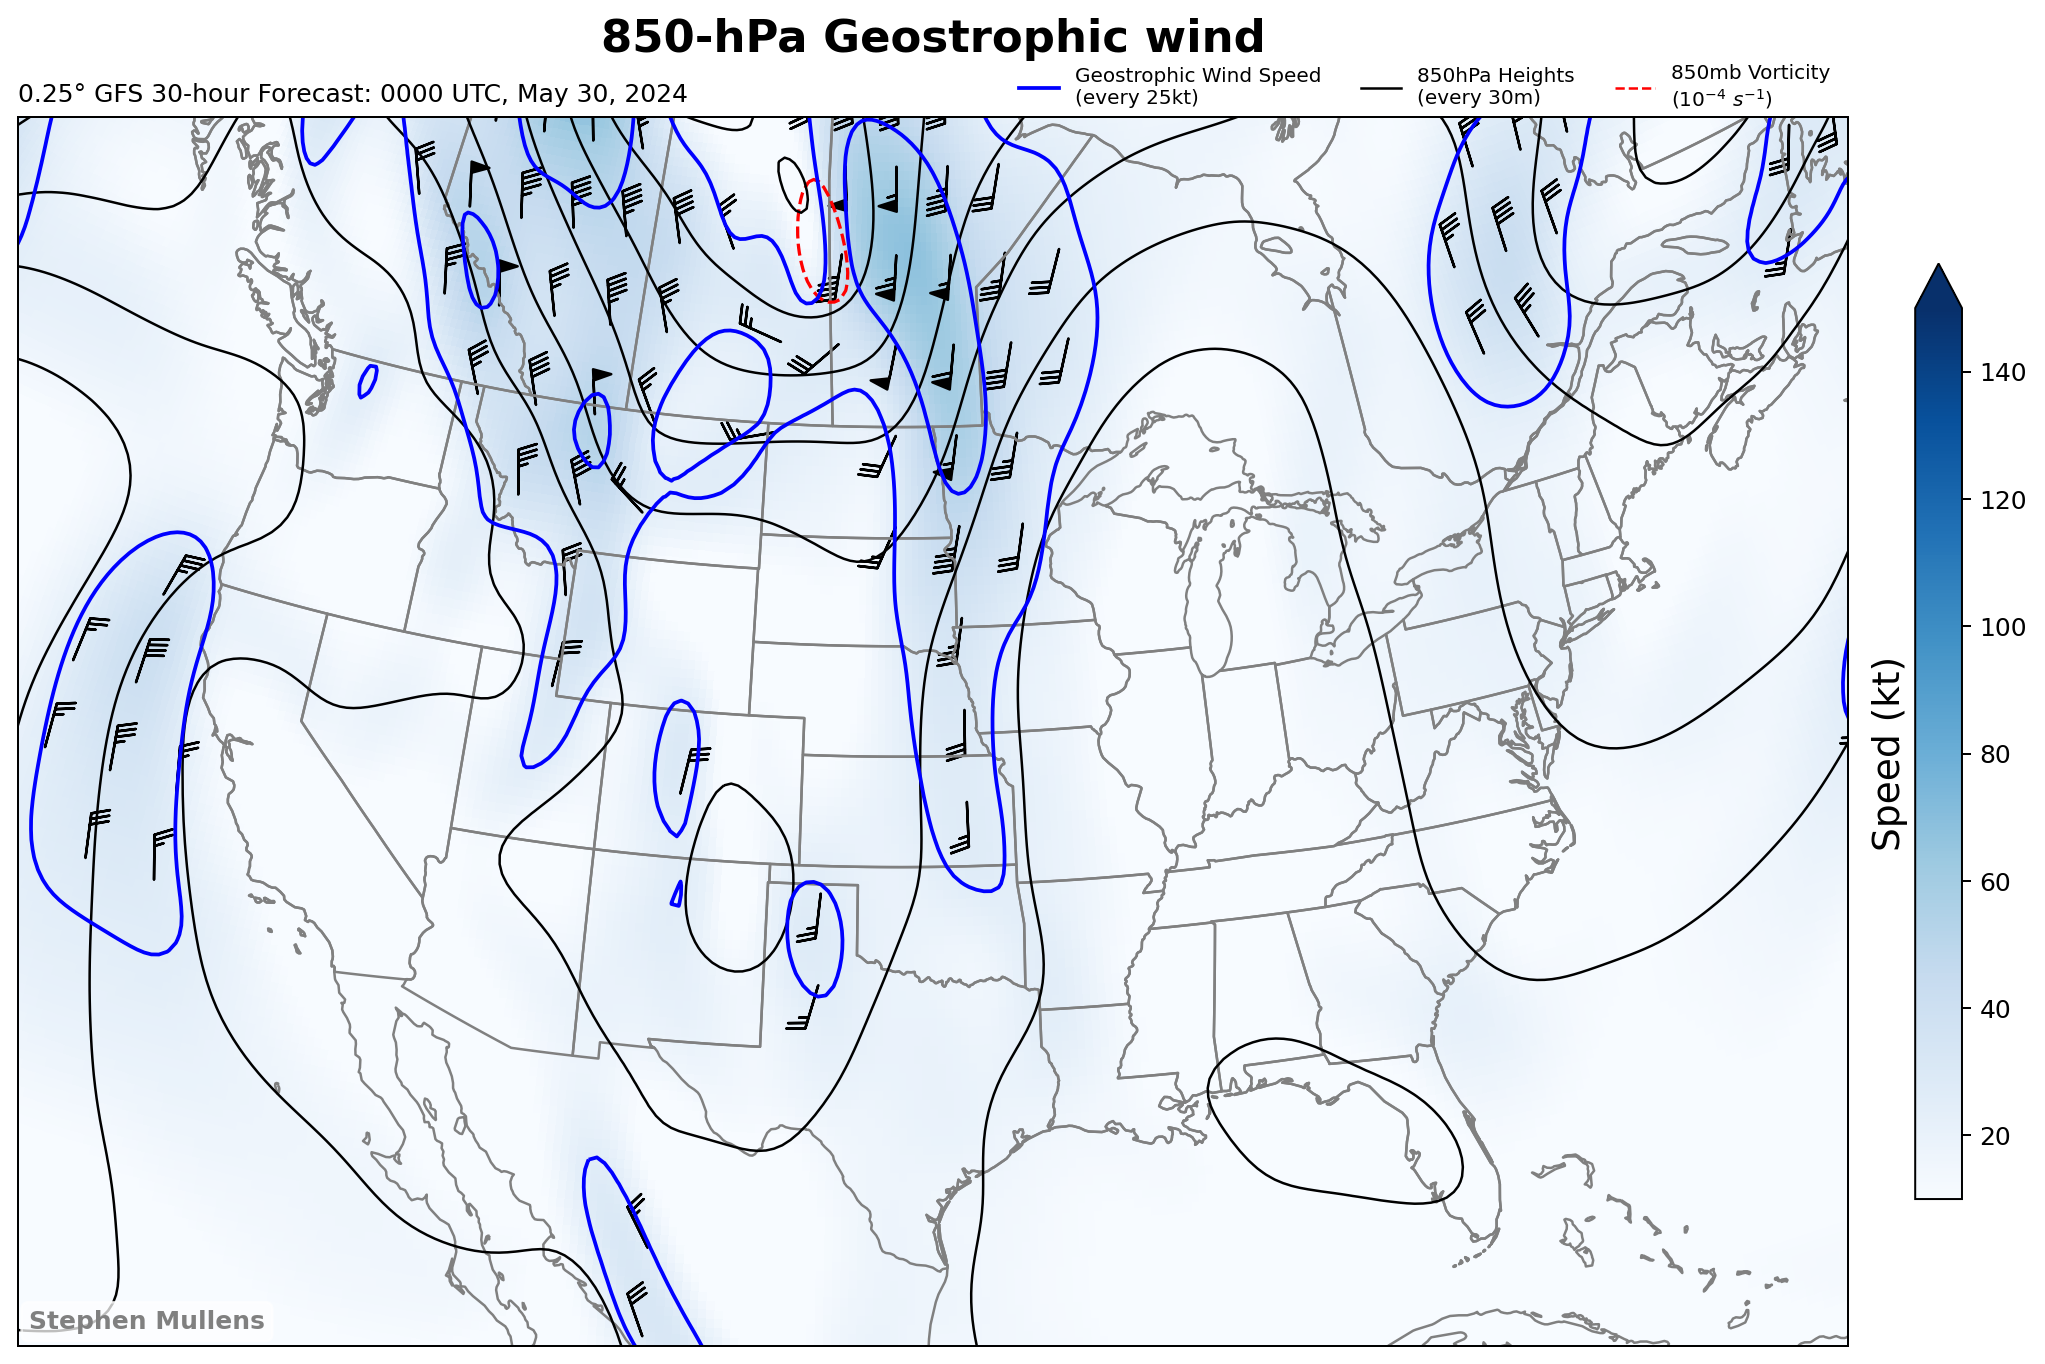 850-hPa Geostrophic wind
0.25° GFS 30-hour Forecast: 0000 UTC, May 30, 2024
Geostrophic Wind Speed
(every 25kt)
850hPa Heights
(every 30m)
850mb Vorticity
(10⁻⁴ s⁻¹)
140
120
100
80
60
40
20
Speed (kt)
Stephen Mullens